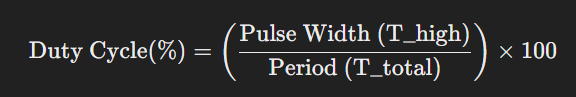 Duty Cycle(%) = (Pulse Width (T_high) / Period (T_total)) × 100